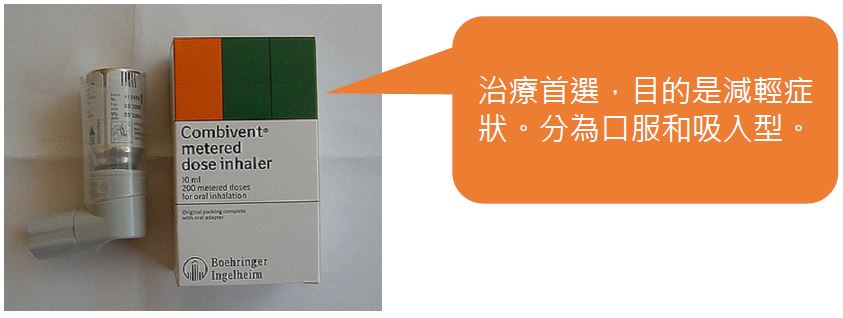 Combivent®
metered
dose inhaler
10 ml
200 metered doses
for oral inhalation
Original packing complete
with oral adapter
Boehringer
Ingelheim
治療首選，目的是減輕症
狀。分為口服和吸入型。